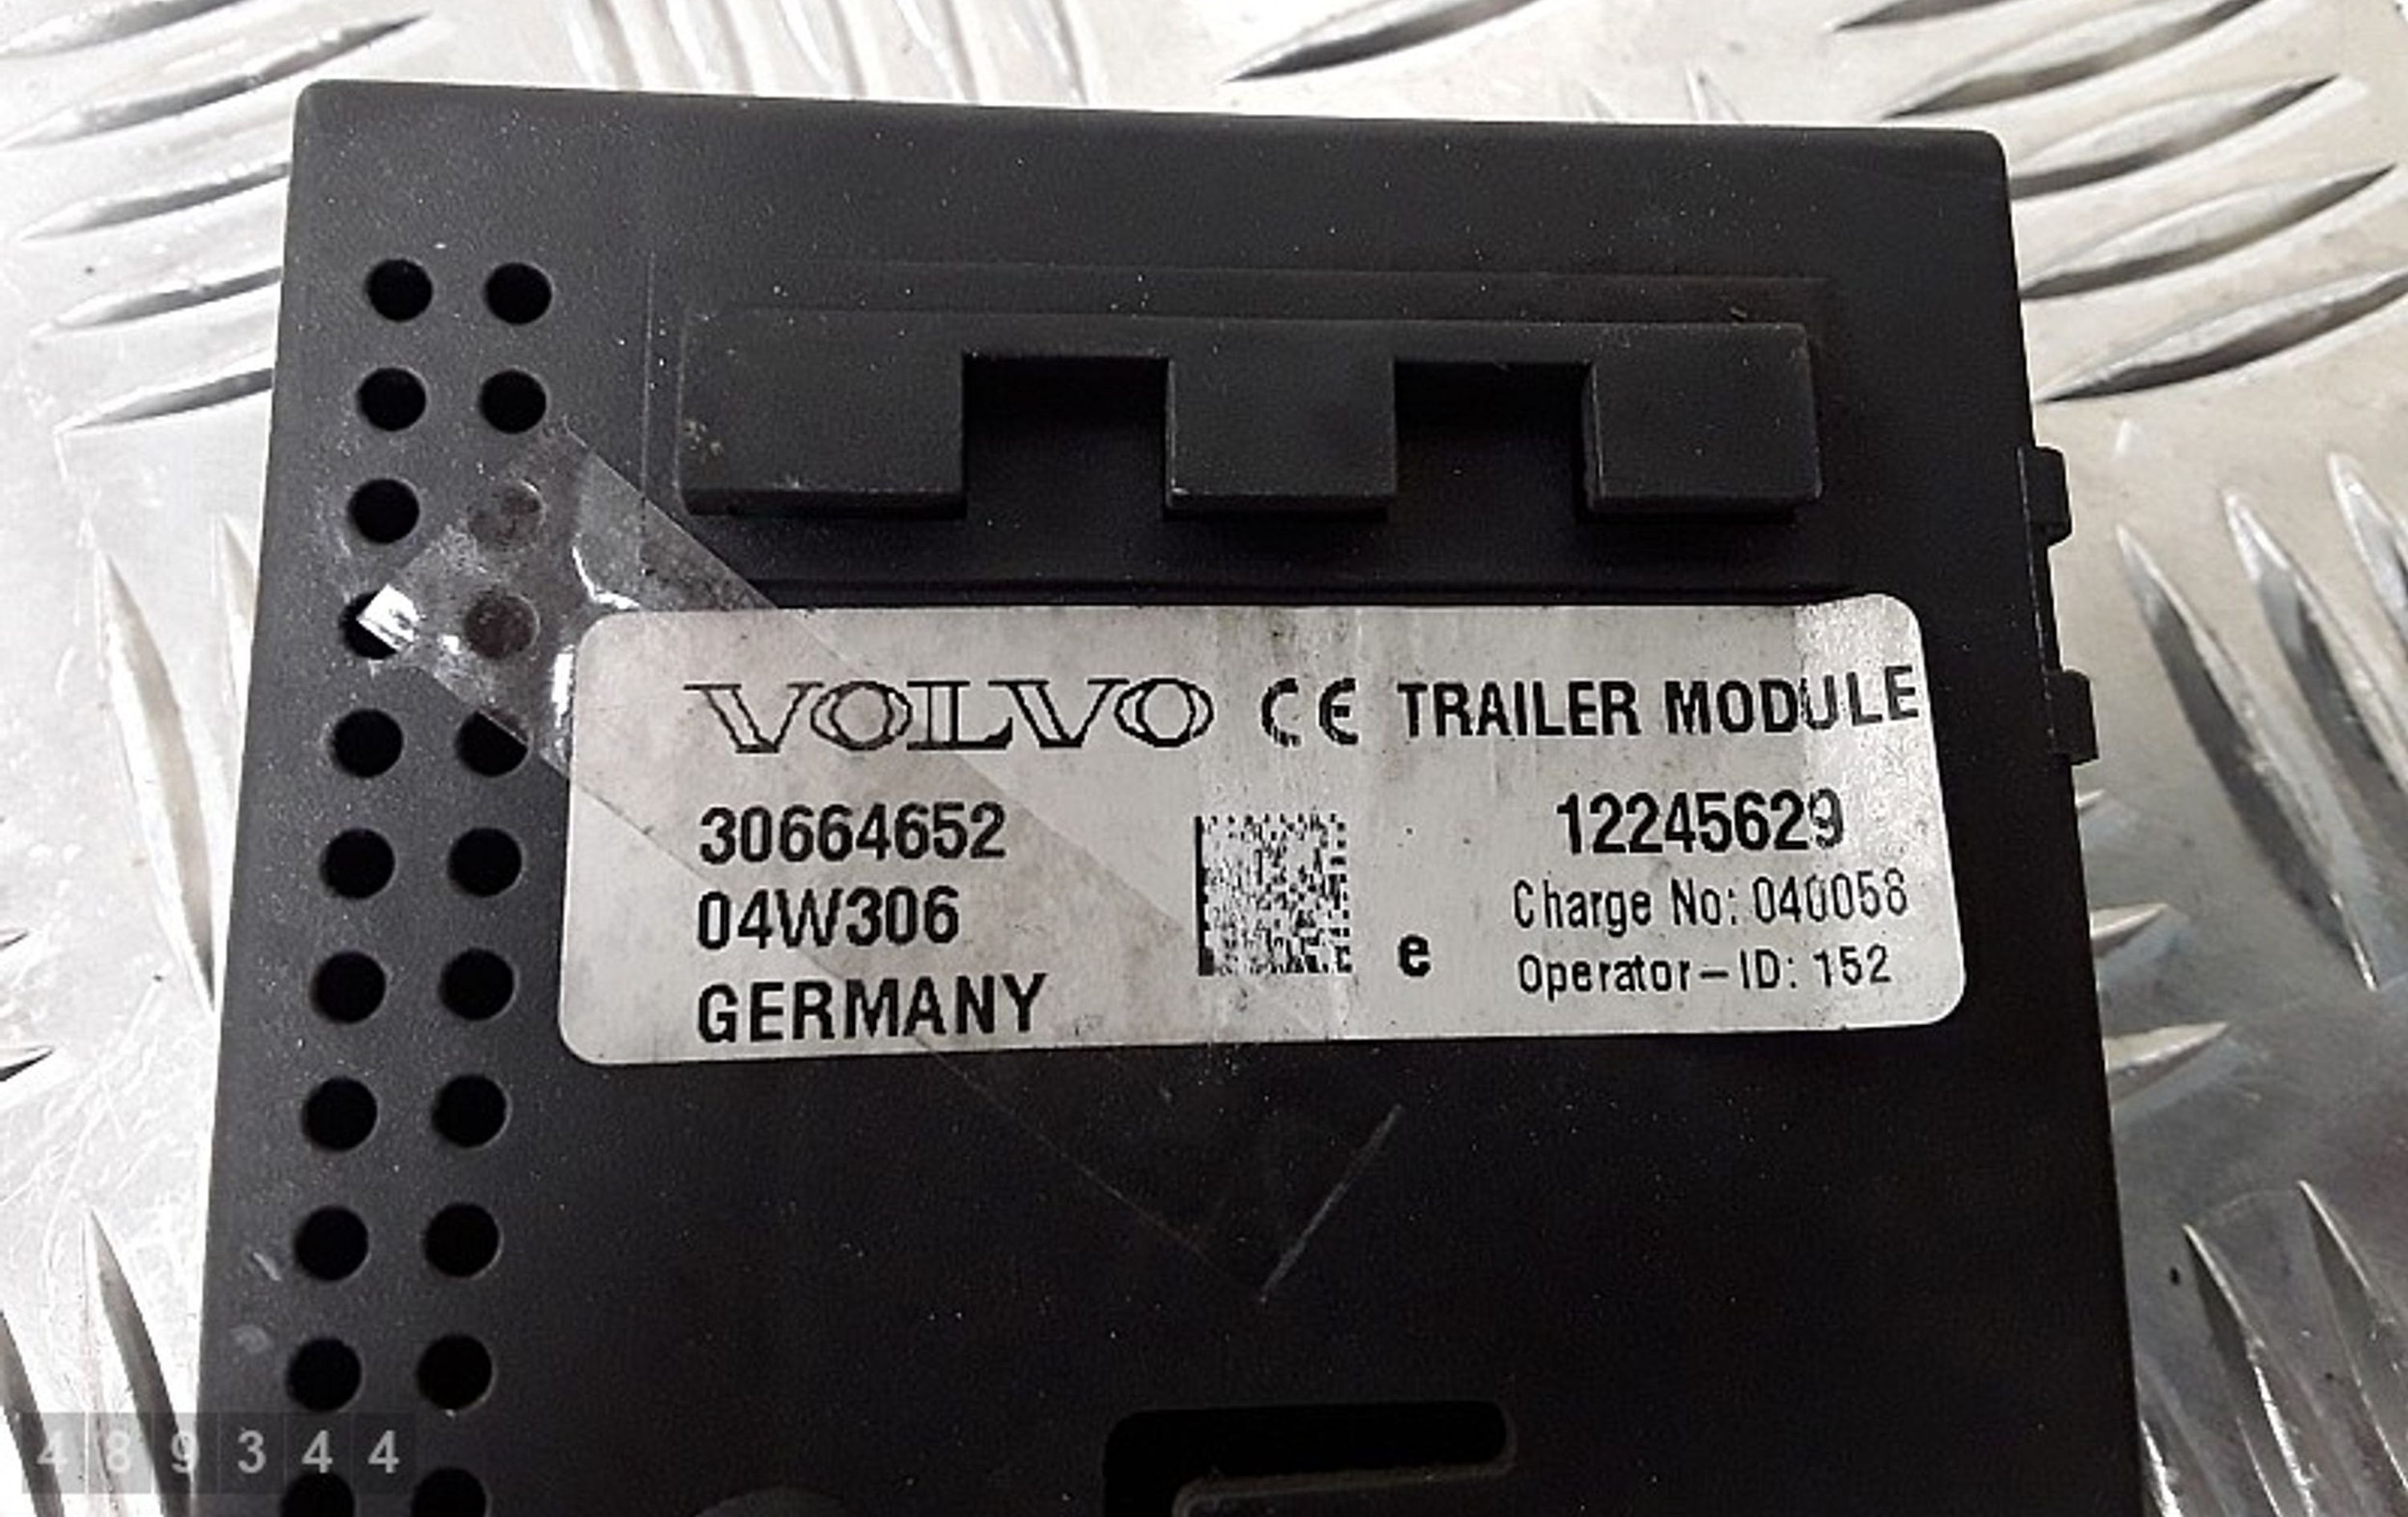 VOLVO CE TRAILER MODULE
30664652
12245629
04W306
Charge No: 040058
GERMANY
e
Operator-ID: 152
489344